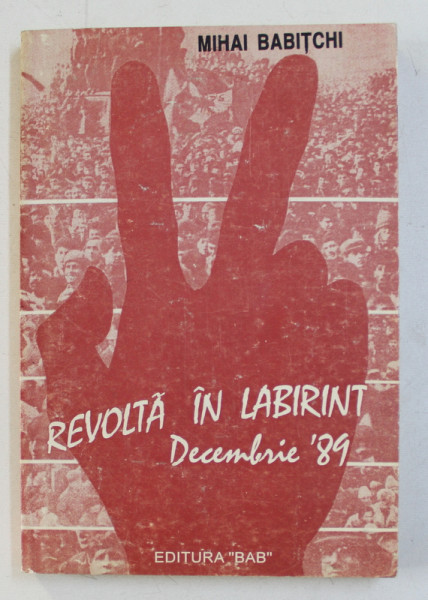 MIHAI BABIȚCHI
REVOLTĂ ÎN LABIRINT
Decembrie '89
EDITURA "BAB"